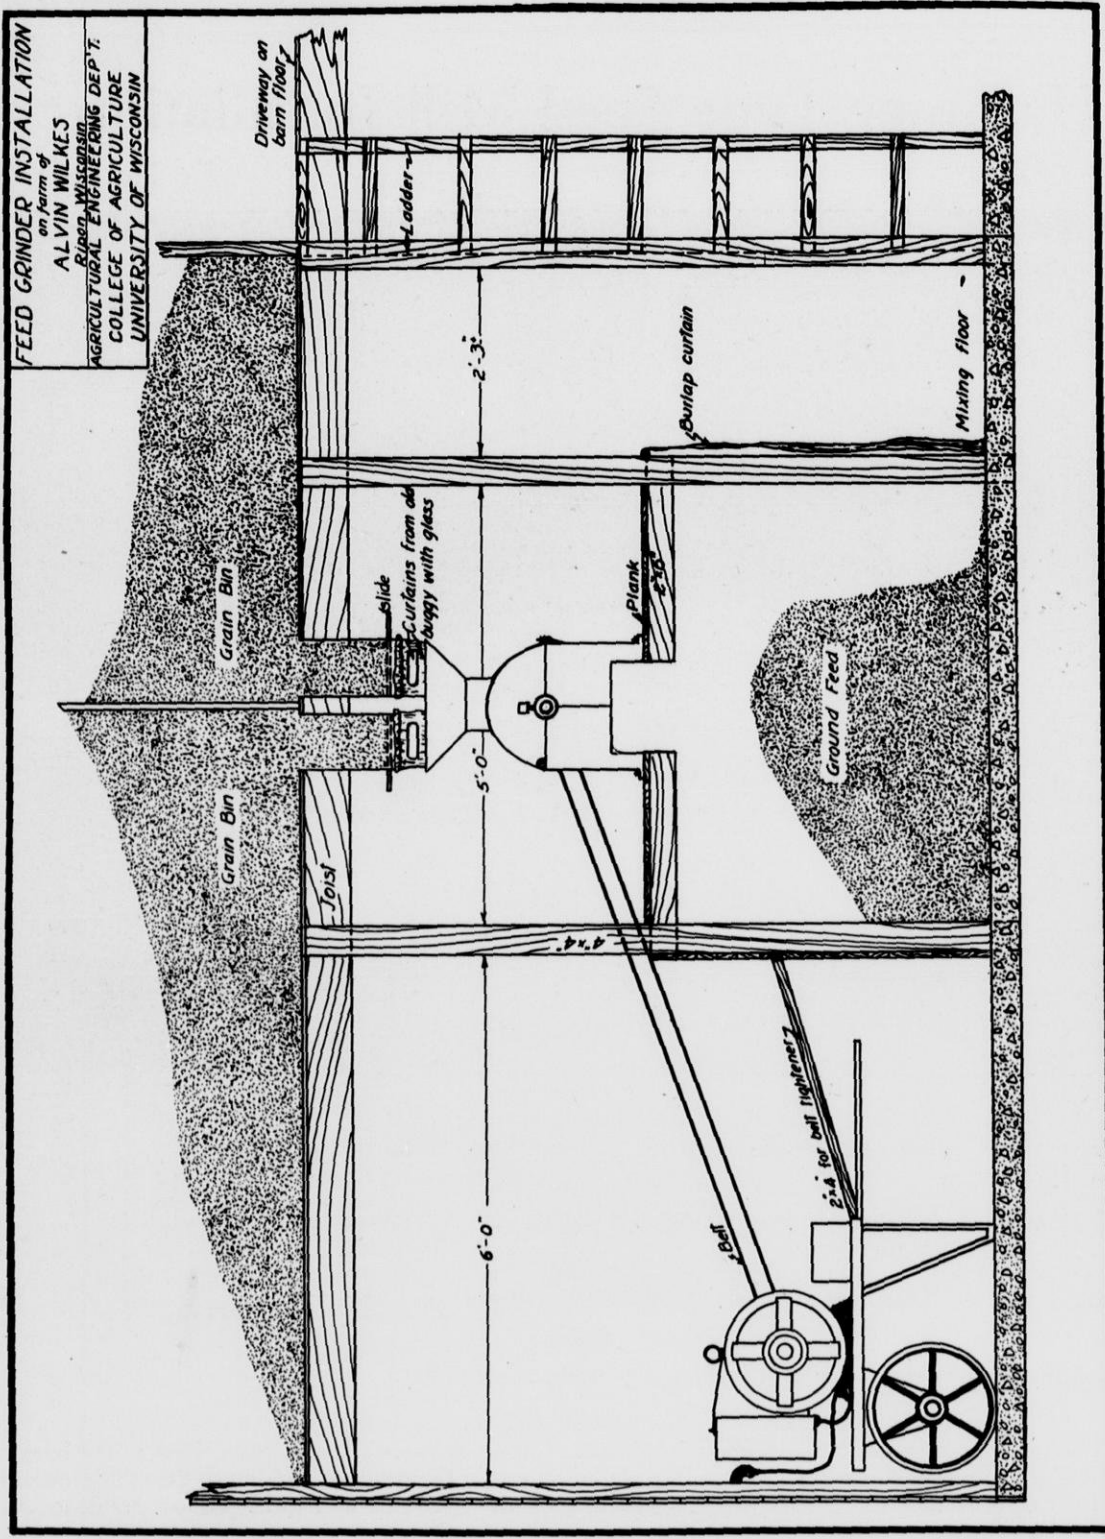 FEED GRINDER INSTALLATION
on farm of
ALVIN WILKES
Ripon Wisconsin
AGRICULTURAL ENGINEERING DEP'T.
COLLEGE OF AGRICULTURE
UNIVERSITY OF WISCONSIN
Driveway on
barn floor
Grain Bin
Grain Bin
Joist
Ladder
Slide
Curtains from old
buggy with glass
6'-0"
5'-0"
2'-3"
4"x4"
Plank
2"x6"
Burlap curtain
Belt
2"x4" for belt tightener
Ground Feed
Mixing floor